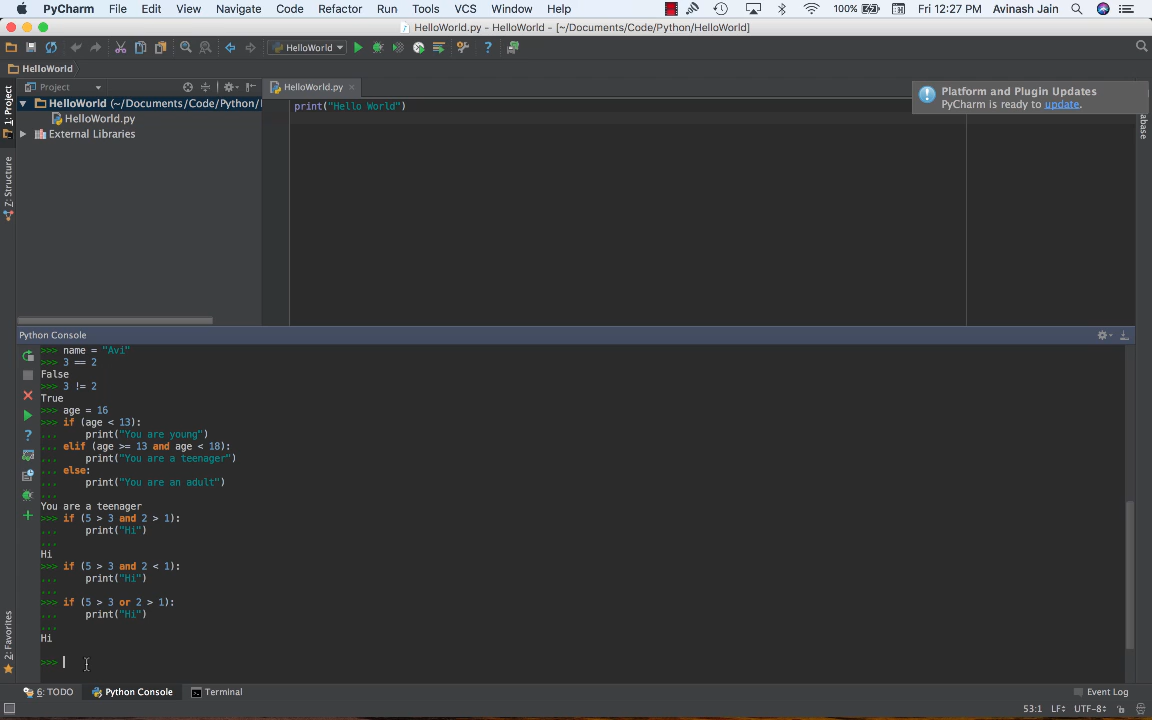 PyCharm File Edit View Navigate Code Refactor Run Tools VCS Window Help 100% Fri 12:27 PM Avinash Jain
HelloWorld.py - HelloWorld - [~/Documents/Code/Python/HelloWorld]
HelloWorld
HelloWorld
1: Project
Z: Structure
2: Favorites
Project
HelloWorld (~/Documents/Code/Python/
HelloWorld.py
External Libraries
HelloWorld.py
print("Hello World")
Platform and Plugin Updates
PyCharm is ready to update.
Python Console
>>> name = "Avi"
>>> 3 == 2
False
>>> 3 != 2
True
>>> age = 16
>>> if (age < 13):
...     print("You are young")
... elif (age >= 13 and age < 18):
...     print("You are a teenager")
... else:
...     print("You are an adult")
...
You are a teenager
>>> if (5 > 3 and 2 > 1):
...     print("Hi")
...
Hi
>>> if (5 > 3 and 2 < 1):
...     print("Hi")
...
>>> if (5 > 3 or 2 > 1):
...     print("Hi")
...
Hi
>>>
6: TODO Python Console Terminal Event Log
53:1 LF÷ UTF-8÷